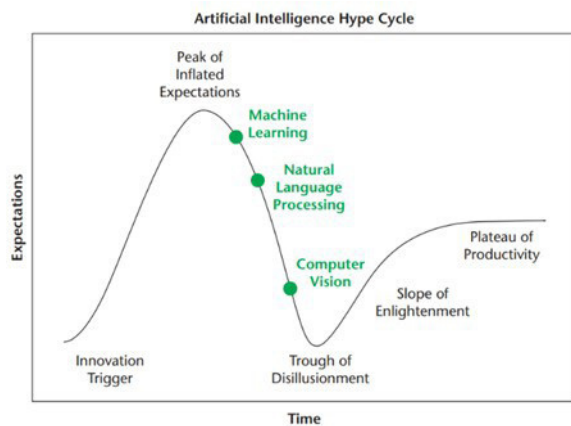 Artificial Intelligence Hype Cycle
Peak of
Inflated
Expectations
Machine
Learning
Natural
Language
Processing
Computer
Vision
Plateau of
Productivity
Slope of
Enlightenment
Innovation
Trigger
Trough of
Disillusionment
Expectations
Time